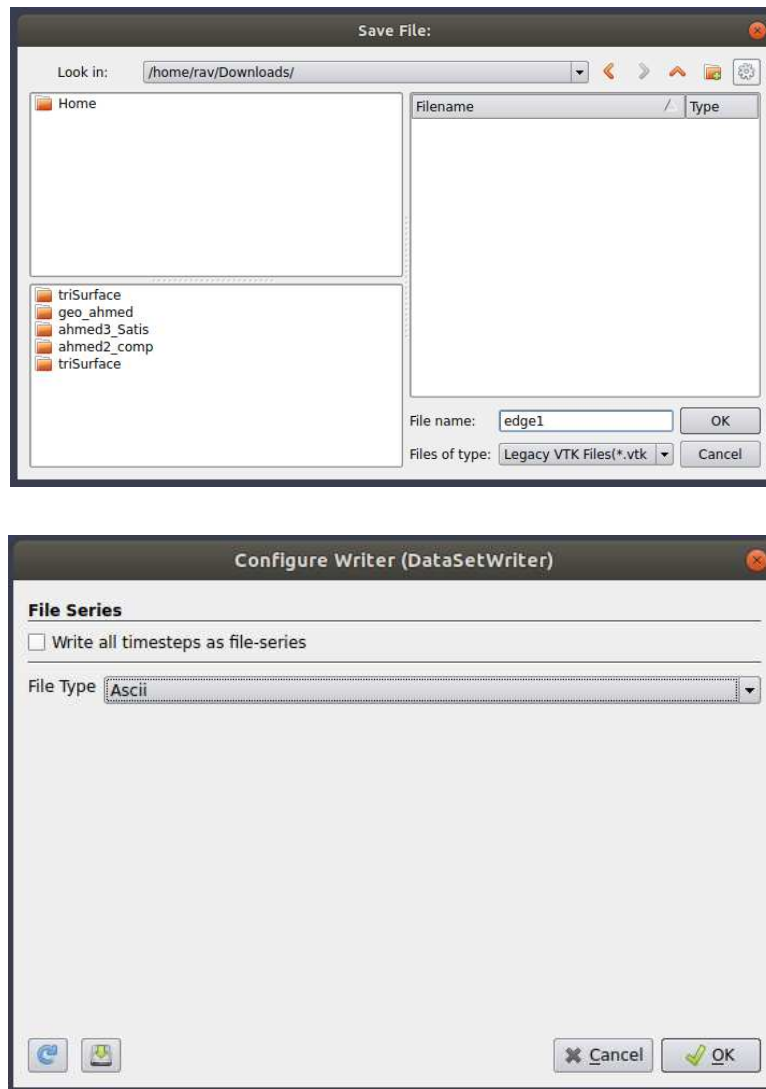 Save File:
Look in: /home/rav/Downloads/
Home
Filename Type
triSurface
geo_ahmed
ahmed3_Satis
ahmed2_comp
triSurface
File name: edge1 OK
Files of type: Legacy VTK Files(*.vtk Cancel
Configure Writer (DataSetWriter)
File Series
Write all timesteps as file-series
File Type Ascii
Cancel OK